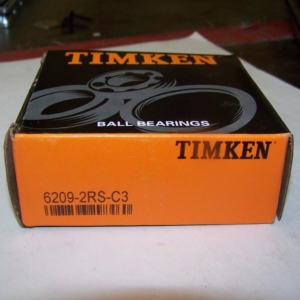 TIMKEN
BALL BEARINGS
TIMKEN
6209-2RS-C3